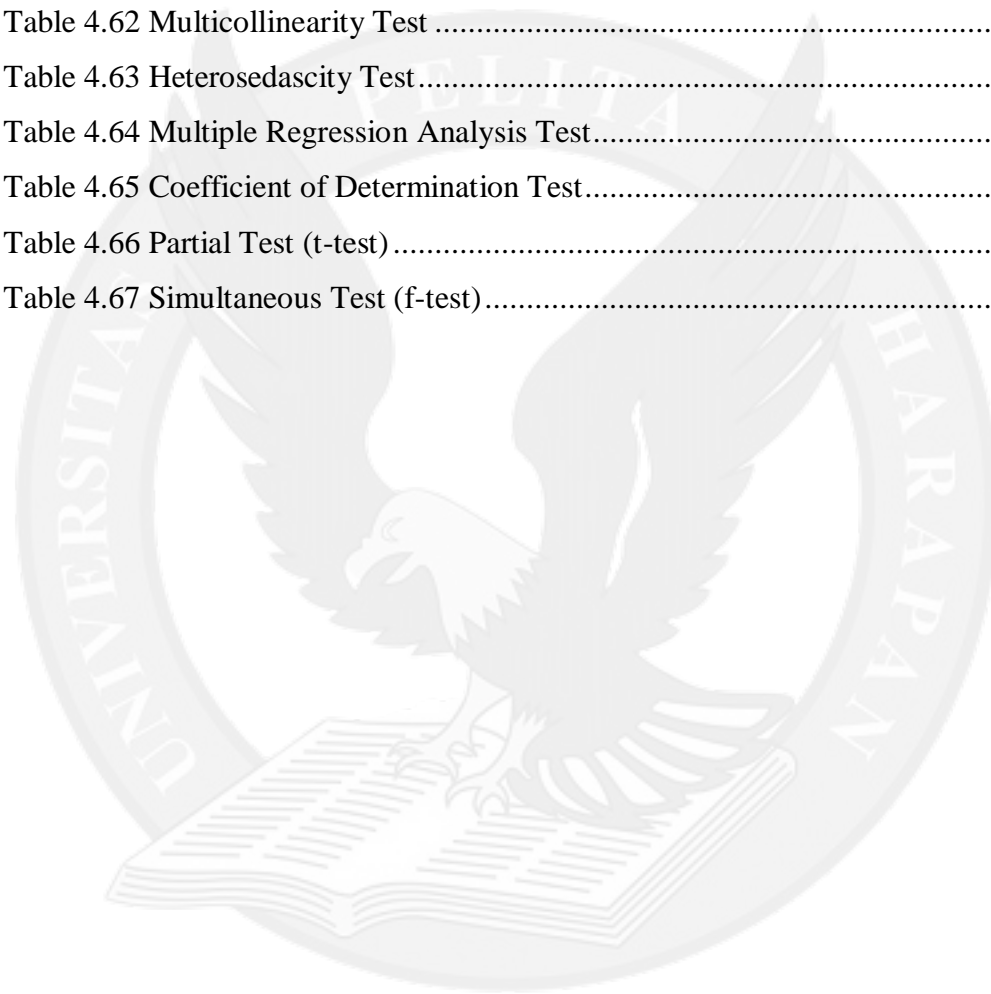 Table 4.62 Multicollinearity Test ................................................................
Table 4.63 Heterosedascity Test..................................................................
Table 4.64 Multiple Regression Analysis Test.............................................
Table 4.65 Coefficient of Determination Test..............................................
Table 4.66 Partial Test (t-test) .....................................................................
Table 4.67 Simultaneous Test (f-test)..........................................................
UNIVERSITAS PELITA HARAPAN